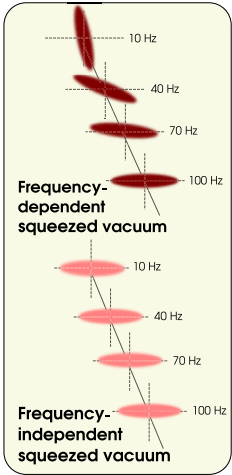 10 Hz
40 Hz
70 Hz
100 Hz
Frequency-
dependent
squeezed vacuum
10 Hz
40 Hz
70 Hz
100 Hz
Frequency-
independent
squeezed vacuum